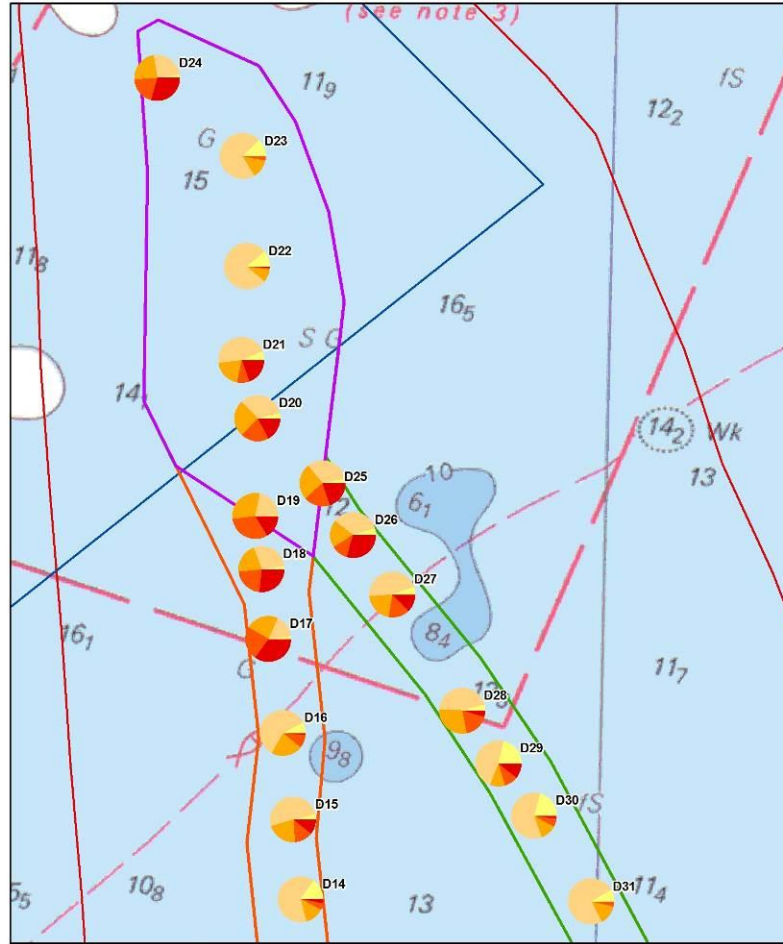 (see note 3)
D24
11₉
fS
12₂
G
D23
15
11₈
D22
16₅
S G
D21
14₁
D20
14₂ Wk
13
D25
10
6₁
12
D19
D26
D18
D27
16₁
8₄
D17
G
11₇
D28
D16
9₈
D29
D30
fS
D15
5₅
10₈
D14
13
D31
11₄